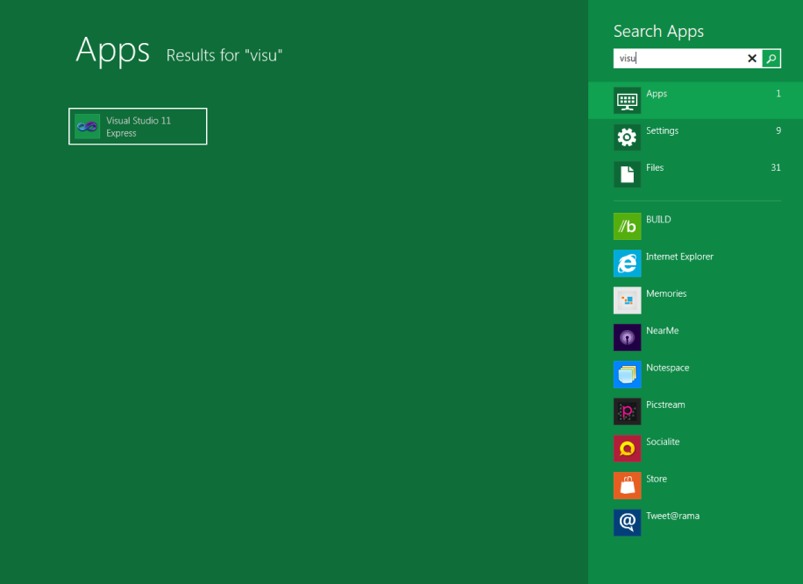 Apps Results for "visu"
Visual Studio 11
Express
Search Apps
visu
Apps 1
Settings 9
Files 31
BUILD
Internet Explorer
Memories
NearMe
Notespace
Picstream
Socialite
Store
Tweet@rama